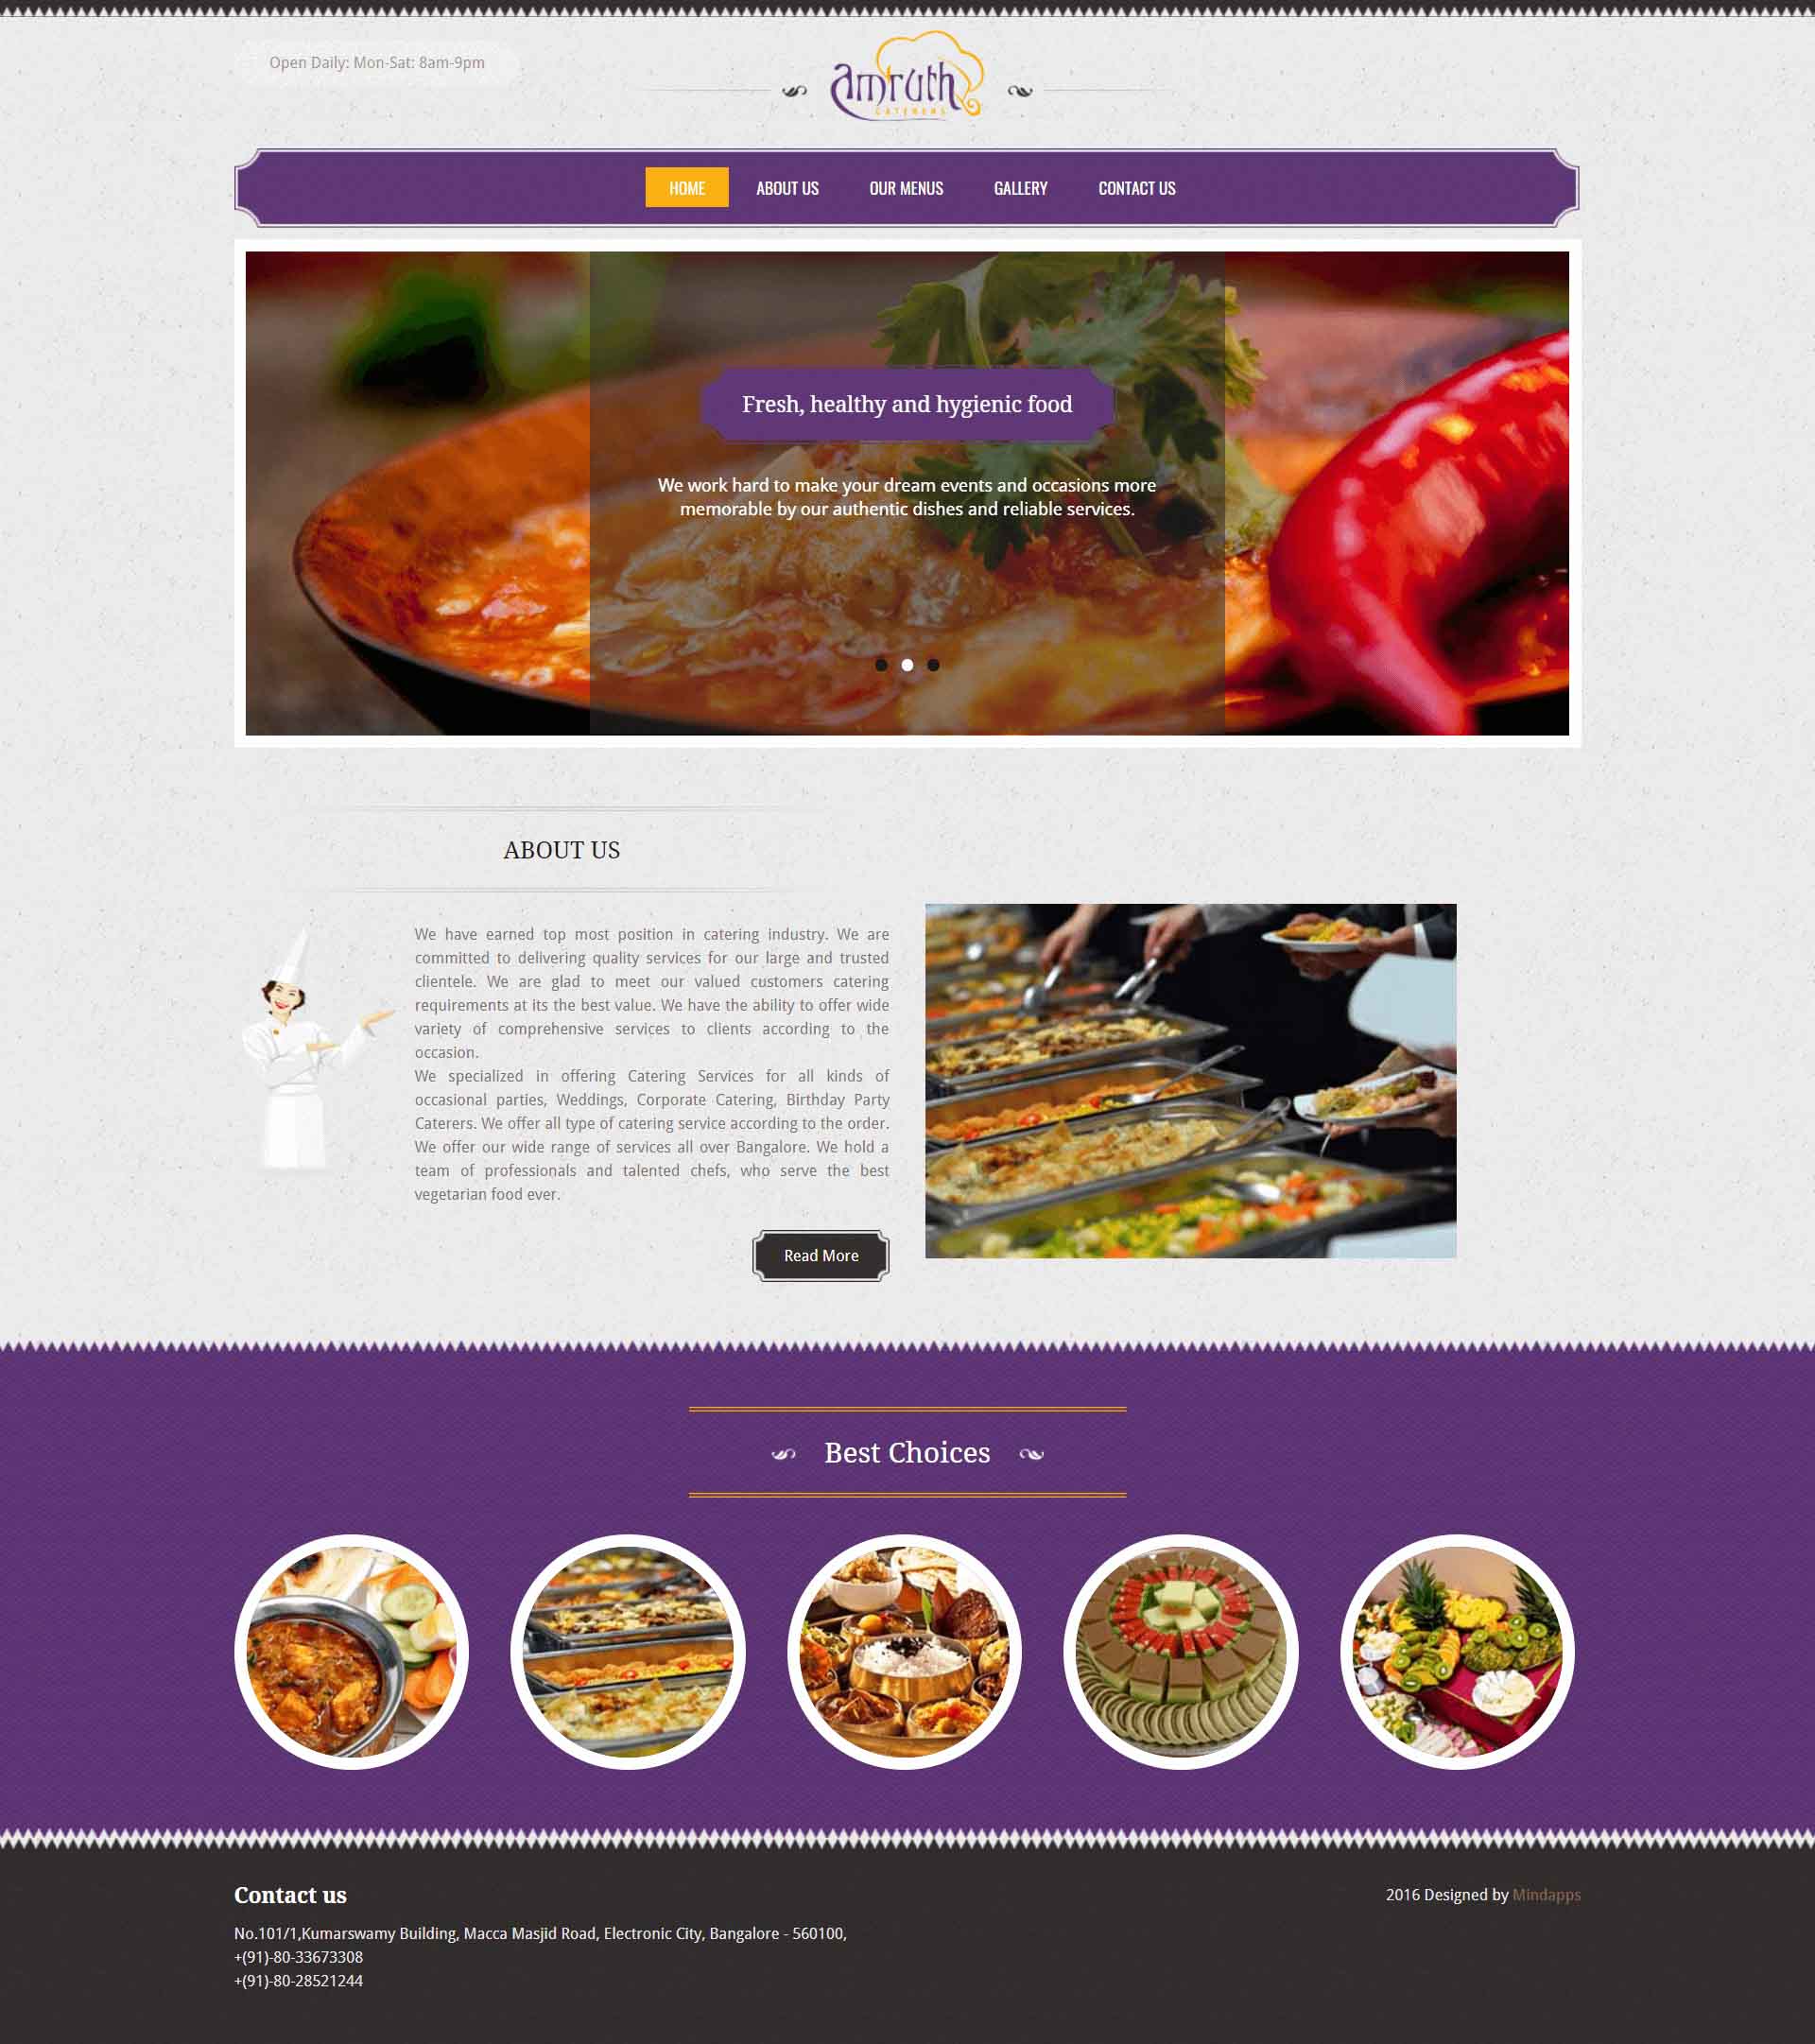 Open Daily: Mon-Sat: 8am-9pm
amruth
CATERERS
HOME ABOUT US OUR MENUS GALLERY CONTACT US
Fresh, healthy and hygienic food
We work hard to make your dream events and occasions more
memorable by our authentic dishes and reliable services.
ABOUT US
We have earned top most position in catering industry. We are
committed to delivering quality services for our large and trusted
clientele. We are glad to meet our valued customers catering
requirements at its the best value. We have the ability to offer wide
variety of comprehensive services to clients according to the
occasion.
We specialized in offering Catering Services for all kinds of
occasional parties, Weddings, Corporate Catering, Birthday Party
Caterers. We offer all type of catering service according to the order.
We offer our wide range of services all over Bangalore. We hold a
team of professionals and talented chefs, who serve the best
vegetarian food ever.
Read More
Best Choices
Contact us
2016 Designed by Mindapps
No.101/1,Kumarswamy Building, Macca Masjid Road, Electronic City, Bangalore - 560100,
+(91)-80-33673308
+(91)-80-28521244